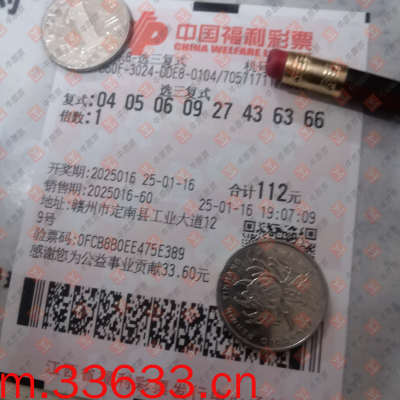 中国福利彩票
CHINA WELFARE
选三复式
复式: 04 05 06 09 27 43 63 66
倍数: 1
开奖期: 2025016 25-01-16 合计112元
销售期: 2025016-60 25-01-16 19:07:09
地址: 赣州市定南县工业大道12
9号
验票码: 0FCB8B0EE475E389
感谢您为公益事业贡献33.60元
m.33633.cn